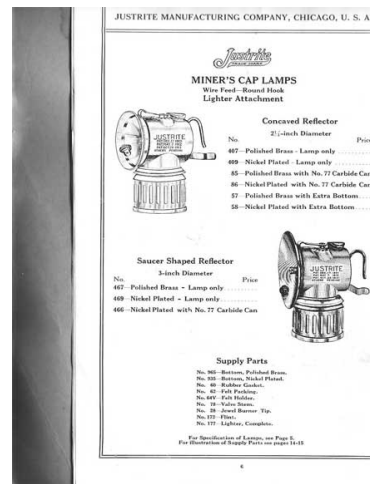 JUSTRITE MANUFACTURING COMPANY, CHICAGO, U. S. A
Justrite
MINER'S CAP LAMPS
Wire Feed—Round Hook
Lighter Attachment
Concaved Reflector
2½-inch Diameter
No. Price
407—Polished Brass - Lamp only
409—Nickel Plated - Lamp only
85—Polished Brass with No. 77 Carbide Can
86—Nickel Plated with No. 77 Carbide Can
57—Polished Brass with Extra Bottom
58—Nickel Plated with Extra Bottom
JUSTRITE
Saucer Shaped Reflector
3-inch Diameter
No. Price
467—Polished Brass - Lamp only
469—Nickel Plated - Lamp only
466—Nickel Plated with No. 77 Carbide Can
JUSTRITE
Supply Parts
No. 965—Bottom, Polished Brass.
No. 935—Bottom, Nickel Plated.
No. 60—Rubber Gasket.
No. 62—Felt Packing.
No. 64V—Felt Holder.
No. 78—Valve Stem.
No. 28—Jewel Burner Tip.
No. 172—Flint.
No. 177—Lighter, Complete.
For Specification of Lamps, see Page 5.
For Illustration of Supply Parts see pages 14-15
6